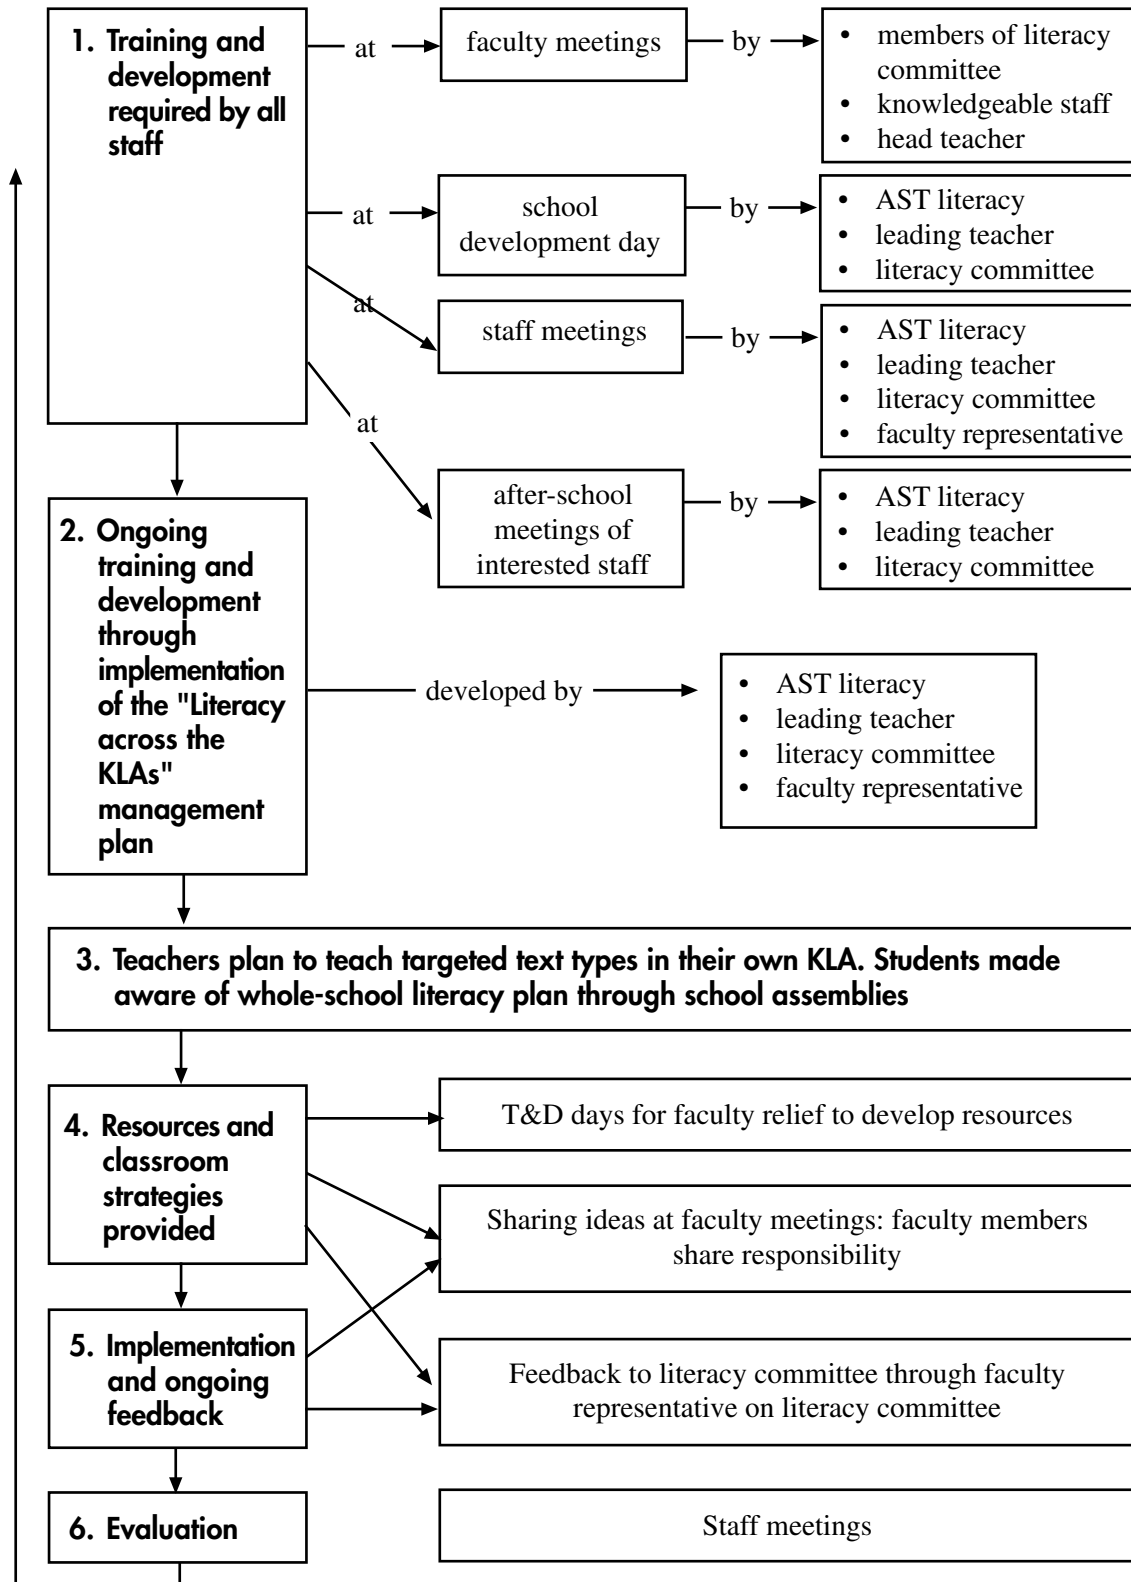 1. Training and
development
required by all
staff
at
faculty meetings
by
• members of literacy
committee
• knowledgeable staff
• head teacher
at
school
development day
by
• AST literacy
• leading teacher
• literacy committee
at
staff meetings
by
• AST literacy
• leading teacher
• literacy committee
• faculty representative
at
after-school
meetings of
interested staff
by
• AST literacy
• leading teacher
• literacy committee
2. Ongoing
training and
development
through
implementation
of the "Literacy
across the
KLAs"
management
plan
developed by
• AST literacy
• leading teacher
• literacy committee
• faculty representative
3. Teachers plan to teach targeted text types in their own KLA. Students made
aware of whole-school literacy plan through school assemblies
4. Resources and
classroom
strategies
provided
T&D days for faculty relief to develop resources
Sharing ideas at faculty meetings: faculty members
share responsibility
5. Implementation
and ongoing
feedback
Feedback to literacy committee through faculty
representative on literacy committee
6. Evaluation
Staff meetings